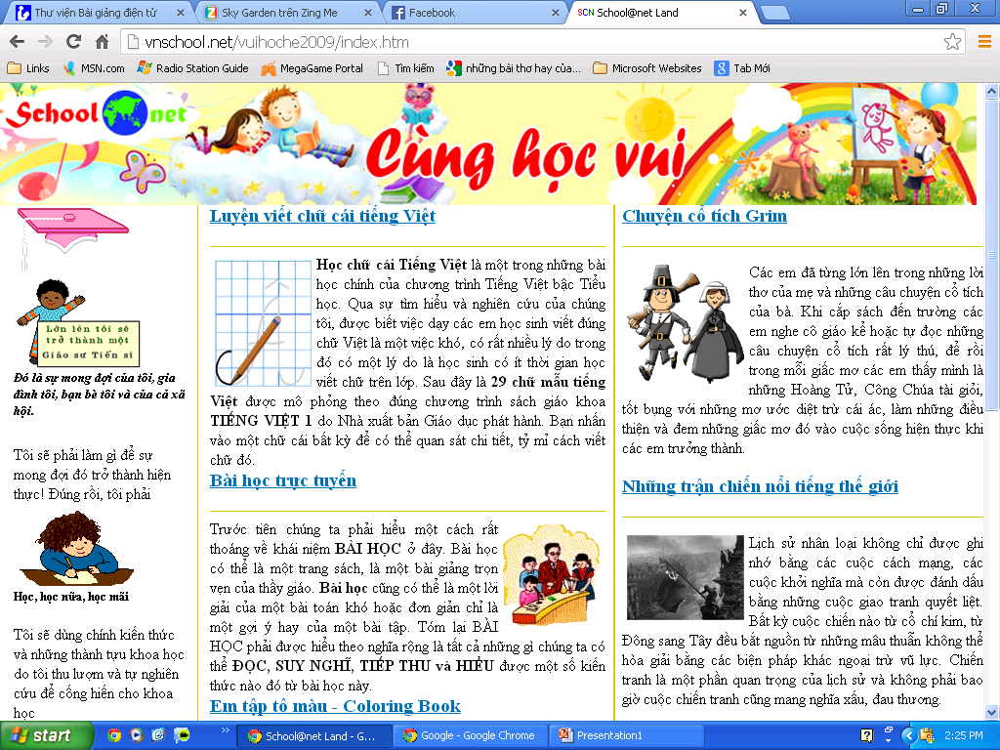 Thư viện Bài giảng điện tử
Sky Garden trên Zing Me
Facebook
SCN School@net Land
vnschool.net/vuihoche2009/index.htm
Links
MSN.com
Radio Station Guide
MegaGame Portal
Tìm kiếm
những bài thơ hay của...
Microsoft Websites
Tab Mới
School net
Cùng học vui
Lớn lên tôi sẽ
trở thành một
Giáo sư Tiến sĩ
Đó là sự mong đợi của tôi, gia
đình tôi, bạn bè tôi và của cả xã
hội.
Tôi sẽ phải làm gì để sự
mong đợi đó trở thành hiện
thực! Đúng rồi, tôi phải
Học, học nữa, học mãi
Tôi sẽ dùng chính kiến thức
và những thành tựu khoa học
do tôi thu lượm và tự nghiên
cứu để cống hiến cho khoa
học
Luyện viết chữ cái tiếng Việt
Học chữ cái Tiếng Việt là một trong những bài
học chính của chương trình Tiếng Việt bậc Tiểu
học. Qua sự tìm hiểu và nghiên cứu của chúng
tôi, được biết việc dạy các em học sinh viết đúng
chữ Việt là một việc khó, có rất nhiều lý do trong
đó có một lý do là học sinh có ít thời gian học
viết chữ trên lớp. Sau đây là 29 chữ mẫu tiếng
Việt được mô phỏng theo đúng chương trình sách giáo khoa
TIẾNG VIỆT 1 do Nhà xuất bản Giáo dục phát hành. Bạn nhấn
vào một chữ cái bất kỳ để có thể quan sát chi tiết, tỷ mỉ cách viết
chữ đó.
Bài học trực tuyến
Trước tiên chúng ta phải hiểu một cách rất
thoáng về khái niệm BÀI HỌC ở đây. Bài học
có thể là một trang sách, là một bài giảng trọn
vẹn của thầy giáo. Bài học cũng có thể là một lời
giải của một bài toán khó hoặc đơn giản chỉ là
một gợi ý hay của một bài tập. Tóm lại BÀI
HỌC phải được hiểu theo nghĩa rộng là tất cả những gì chúng ta có
thể ĐỌC, SUY NGHĨ, TIẾP THU và HIỂU được một số kiến
thức nào đó từ bài học này.
Em tập tô màu - Coloring Book
Chuyện cổ tích Grim
Các em đã từng lớn lên trong những lời
thơ của mẹ và những câu chuyện cổ tích
của bà. Khi cắp sách đến trường các
em nghe cô giáo kể hoặc tự đọc những
câu chuyện cổ tích rất lý thú, để rồi
trong mỗi giấc mơ các em thấy mình là
những Hoàng Tử, Công Chúa tài giỏi,
tốt bụng với những mơ ước diệt trừ cái ác, làm những điều
thiện và đem những giấc mơ đó vào cuộc sống hiện thực khi
các em trưởng thành.
Những trận chiến nổi tiếng thế giới
Lịch sử nhân loại không chỉ được ghi
nhớ bằng các cuộc cách mạng, các
cuộc khởi nghĩa mà còn được đánh dấu
bằng những cuộc giao tranh quyết liệt.
Bất kỳ cuộc chiến nào từ cổ chí kim, từ
Đông sang Tây đều bắt nguồn từ những mâu thuẫn không thể
hòa giải bằng các biện pháp khác ngoại trừ vũ lực. Chiến
tranh là một phần quan trọng của lịch sử và không phải bao
giờ cuộc chiến tranh cũng mang nghĩa xấu, đau thương.
start
School@net Land - G...
Google - Google Chrome
Presentation1
2:25 PM